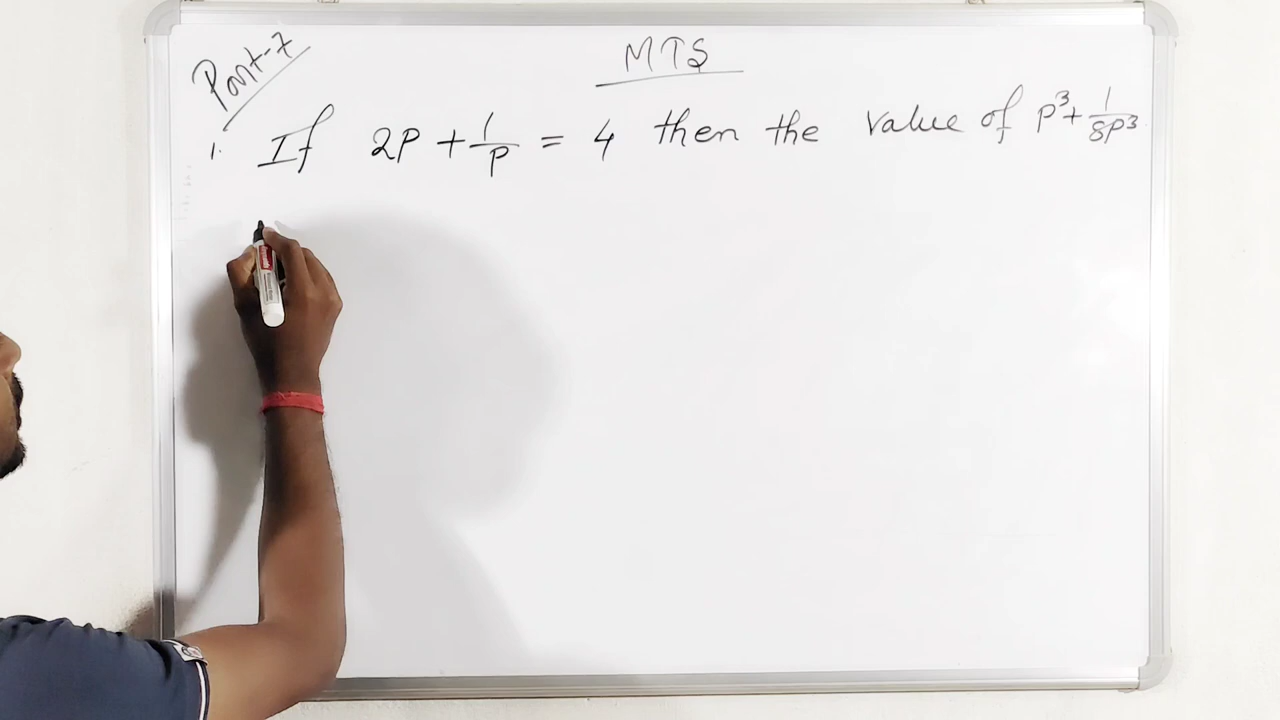 Part-7
MTS
1. If 2P + 1/P = 4 then the value of P³ + 1/8P³